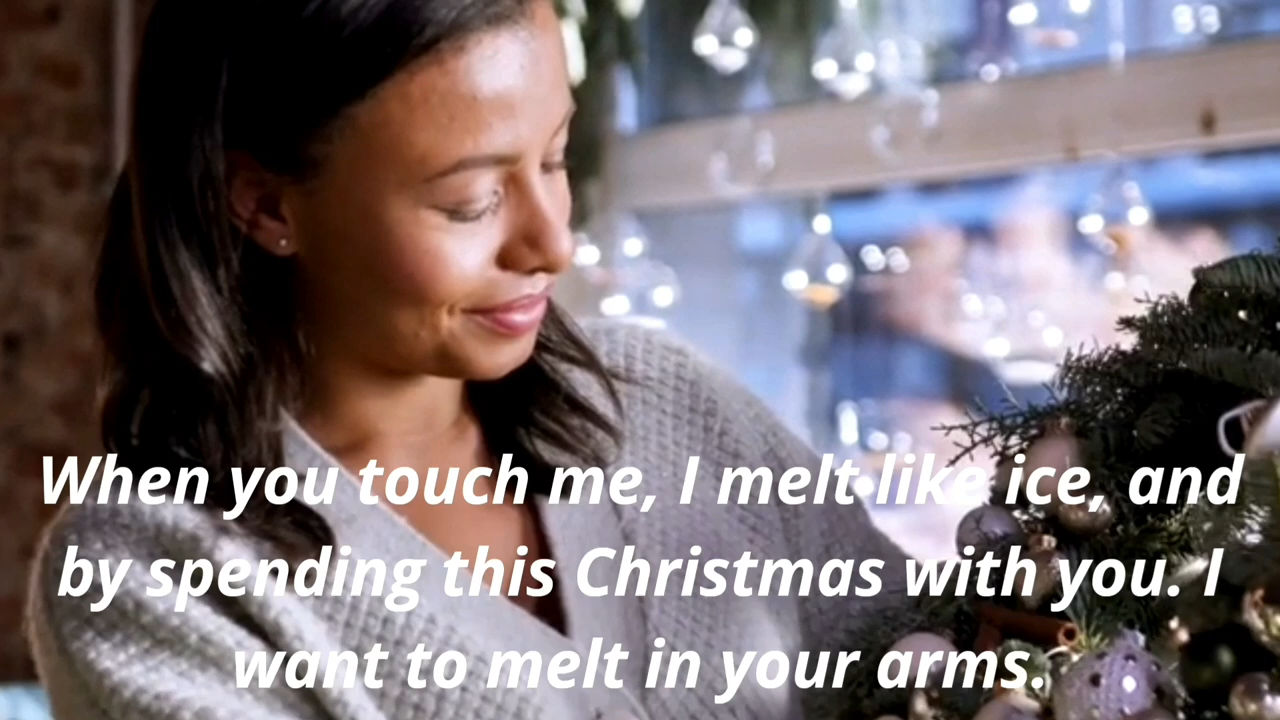 When you touch me, I melt like ice, and
by spending this Christmas with you. I
want to melt in your arms.